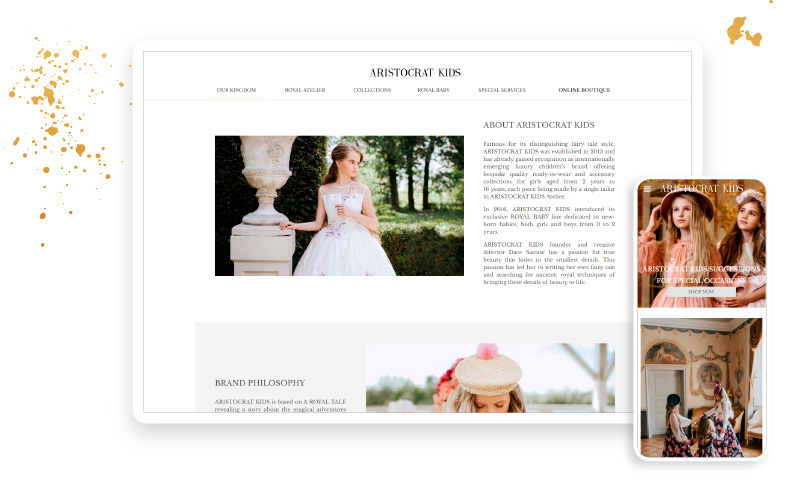 ARISTOCRAT KIDS
OUR KINGDOM ROYAL ATELIER COLLECTIONS ROYAL BABY SPECIAL SERVICES ONLINE BOUTIQUE
ABOUT ARISTOCRAT KIDS
Famous for its distinguishing fairy tale style,
ARISTOCRAT KIDS was established in 2013 and
has already gained recognition as internationally
emerging luxury children's brand offering
bespoke quality ready-to-wear and accessory
collections for girls aged from 2 years to
16 years, each piece being made by a single tailor
in ARISTOCRAT KIDS Atelier.
In 2016, ARISTOCRAT KIDS introduced its
exclusive ROYAL BABY line dedicated to new-
born babies, both girls and boys from 0 to 2
years.
ARISTOCRAT KIDS founder and creative
director Dace Samue has a passion for true
beauty that hides in the smallest details. This
passion has led her to writing her own fairy tale
and searching for ancient, royal techniques of
bringing these details of beauty to life.
BRAND PHILOSOPHY
ARISTOCRAT KIDS is based on A ROYAL TALE
revealing a story about the magical adventures
ARISTOCRAT KIDS
ARISTOCRAT KIDS SUGGESTIONS
FOR SPECIAL OCCASIONS
SHOP NOW